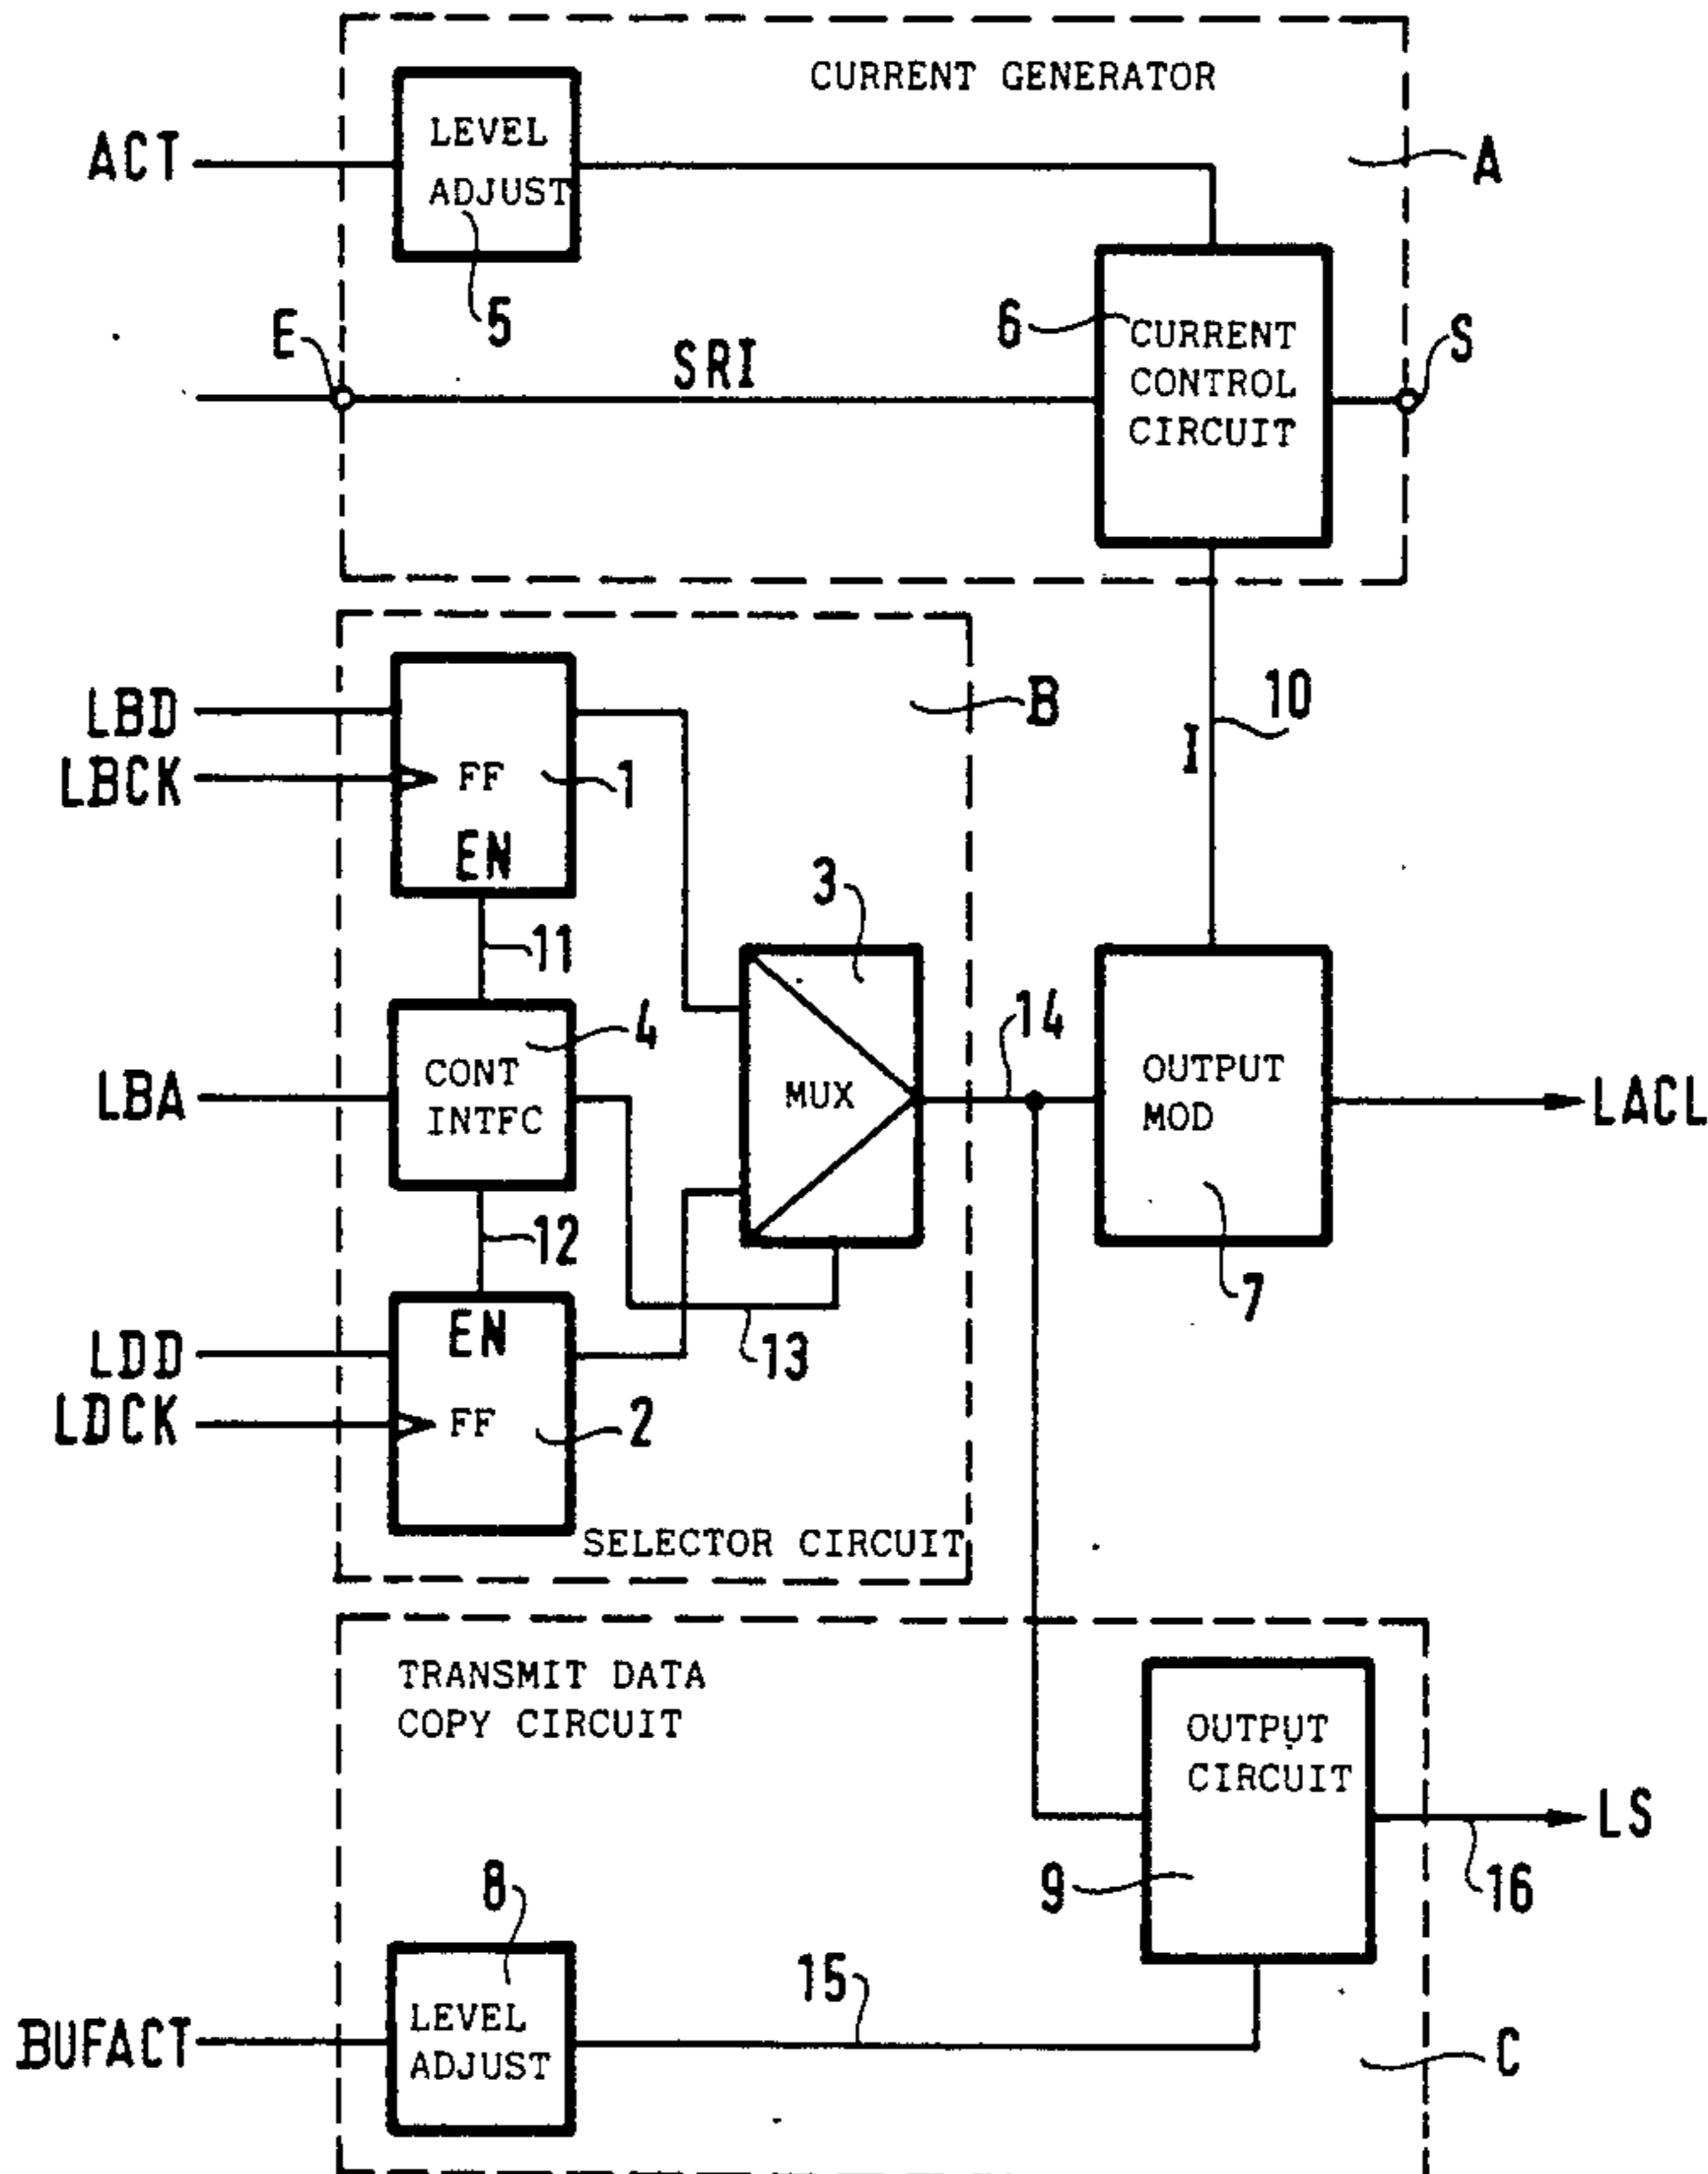 CURRENT GENERATOR
LEVEL
ADJUST
ACT
A
5
E
SRI
6
CURRENT
CONTROL
CIRCUIT
S
LBD
LBCK
FF
EN
1
B
10
I
11
3
4
CONT
INTFC
LBA
MUX
14
OUTPUT
MOD
LACL
12
7
EN
LDD
LDCK
FF
2
13
SELECTOR CIRCUIT
TRANSMIT DATA
COPY CIRCUIT
OUTPUT
CIRCUIT
LS
9
16
8
15
LEVEL
ADJUST
BUFACT
C